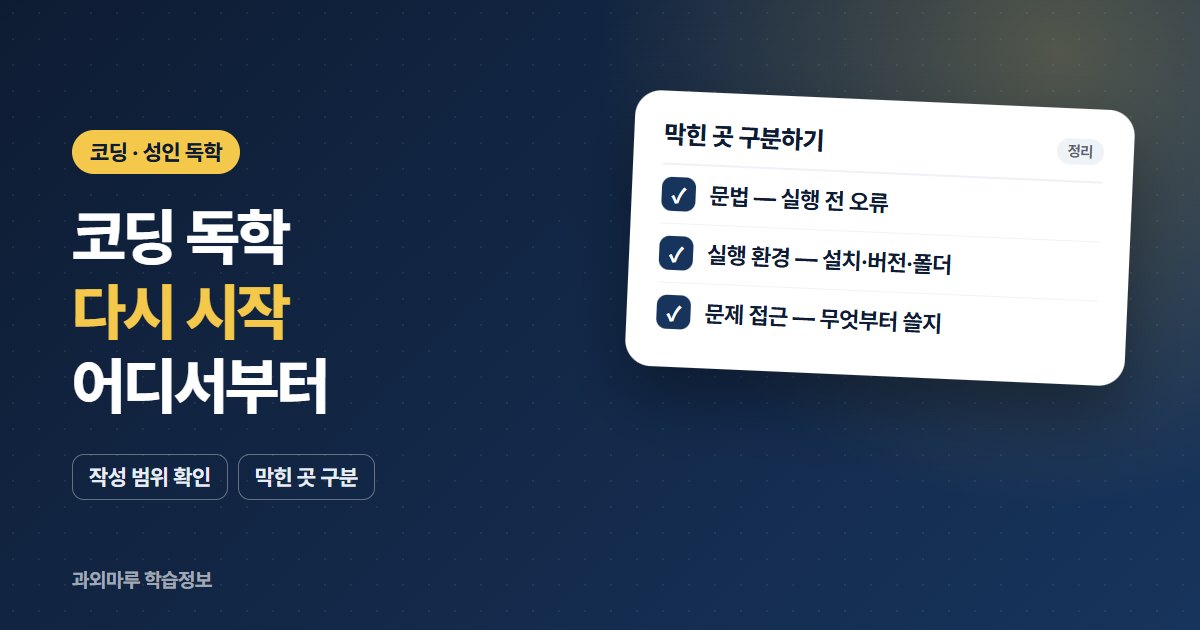 코딩 · 성인 독학
코딩 독학
다시 시작
어디서부터
작성 범위 확인
막힌 곳 구분
과외마루 학습정보
막힌 곳 구분하기
정리
문법 — 실행 전 오류
실행 환경 — 설치·버전·폴더
문제 접근 — 무엇부터 쓸지